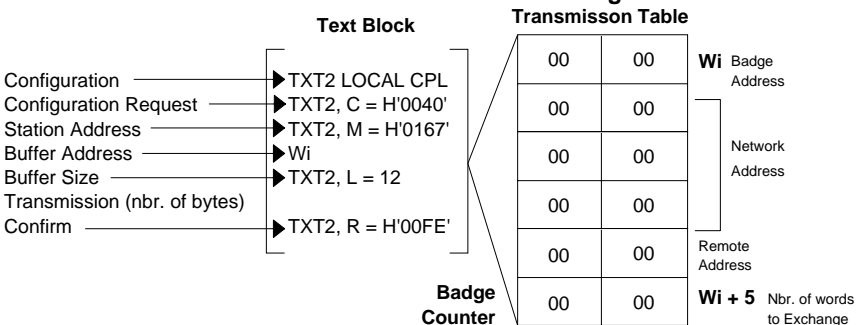 Transmisson Table
Text Block
Configuration
TXT2 LOCAL CPL
Configuration Request
TXT2, C = H'0040'
Station Address
TXT2, M = H'0167'
Buffer Address
Wi
Buffer Size
TXT2, L = 12
Transmission (nbr. of bytes)
Confirm
TXT2, R = H'00FE'
00 00
Wi Badge
Address
00 00
00 00
Network
Address
00 00
00 00
Remote
Address
Badge
Counter
00 00
Wi + 5 Nbr. of words
to Exchange